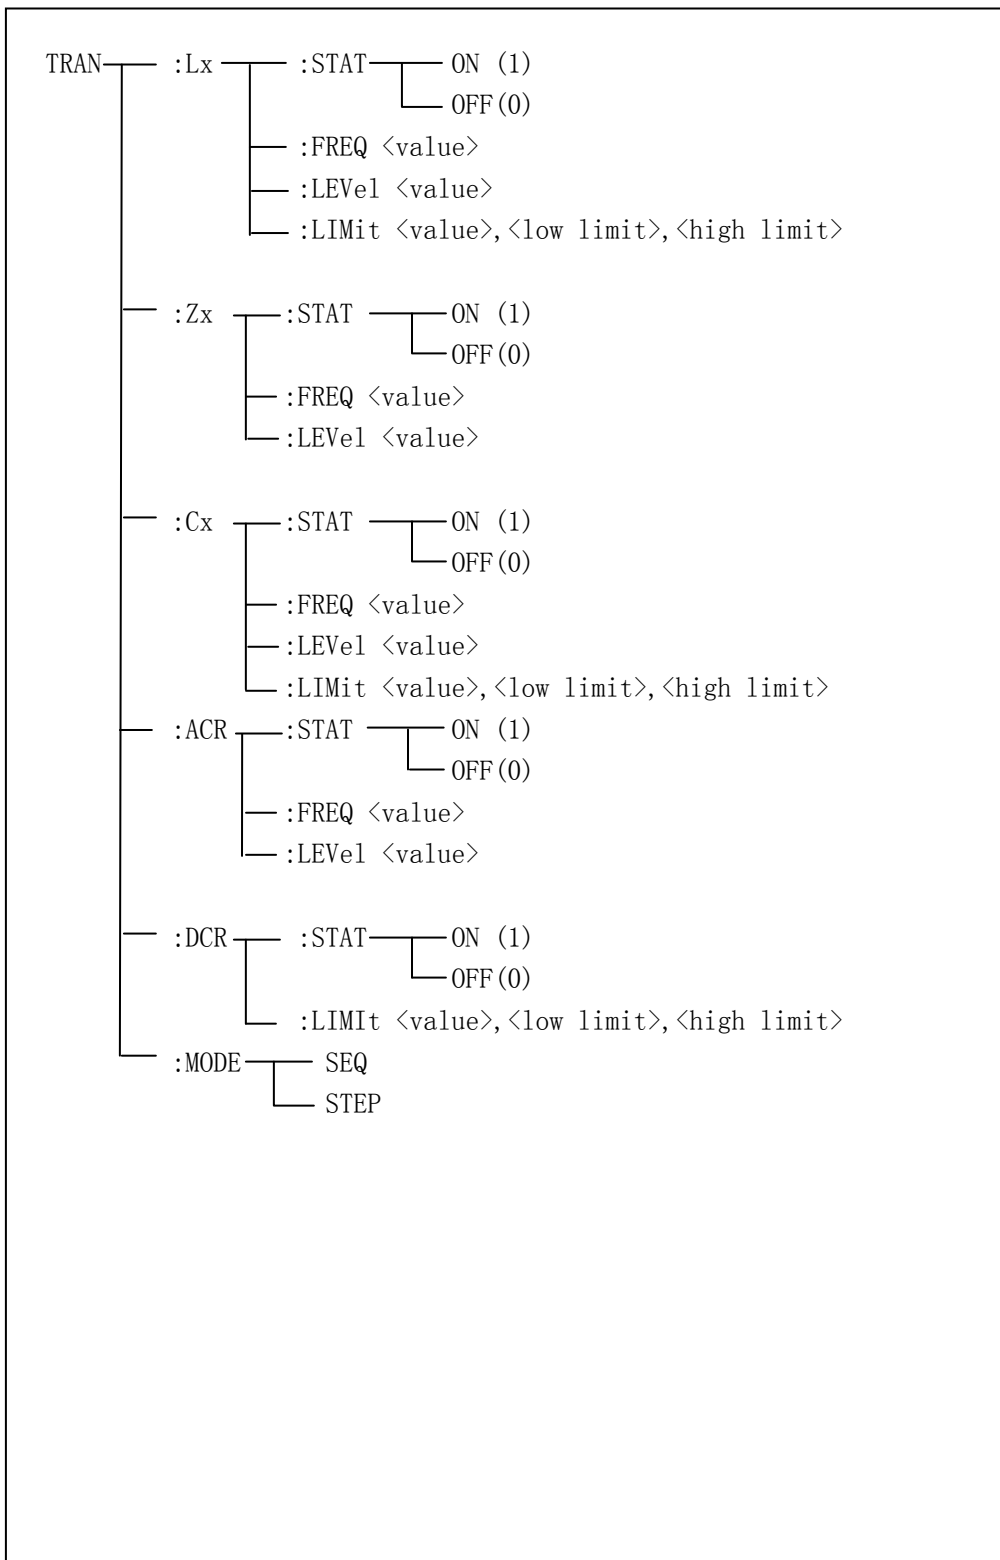 TRAN :Lx :STAT ON (1)
OFF(0)
:FREQ <value>
:LEVel <value>
:LIMit <value>,<low limit>,<high limit>
:Zx :STAT ON (1)
OFF(0)
:FREQ <value>
:LEVel <value>
:Cx :STAT ON (1)
OFF(0)
:FREQ <value>
:LEVel <value>
:LIMit <value>,<low limit>,<high limit>
:ACR :STAT ON (1)
OFF(0)
:FREQ <value>
:LEVel <value>
:DCR :STAT ON (1)
OFF(0)
:LIMIt <value>,<low limit>,<high limit>
:MODE SEQ
STEP